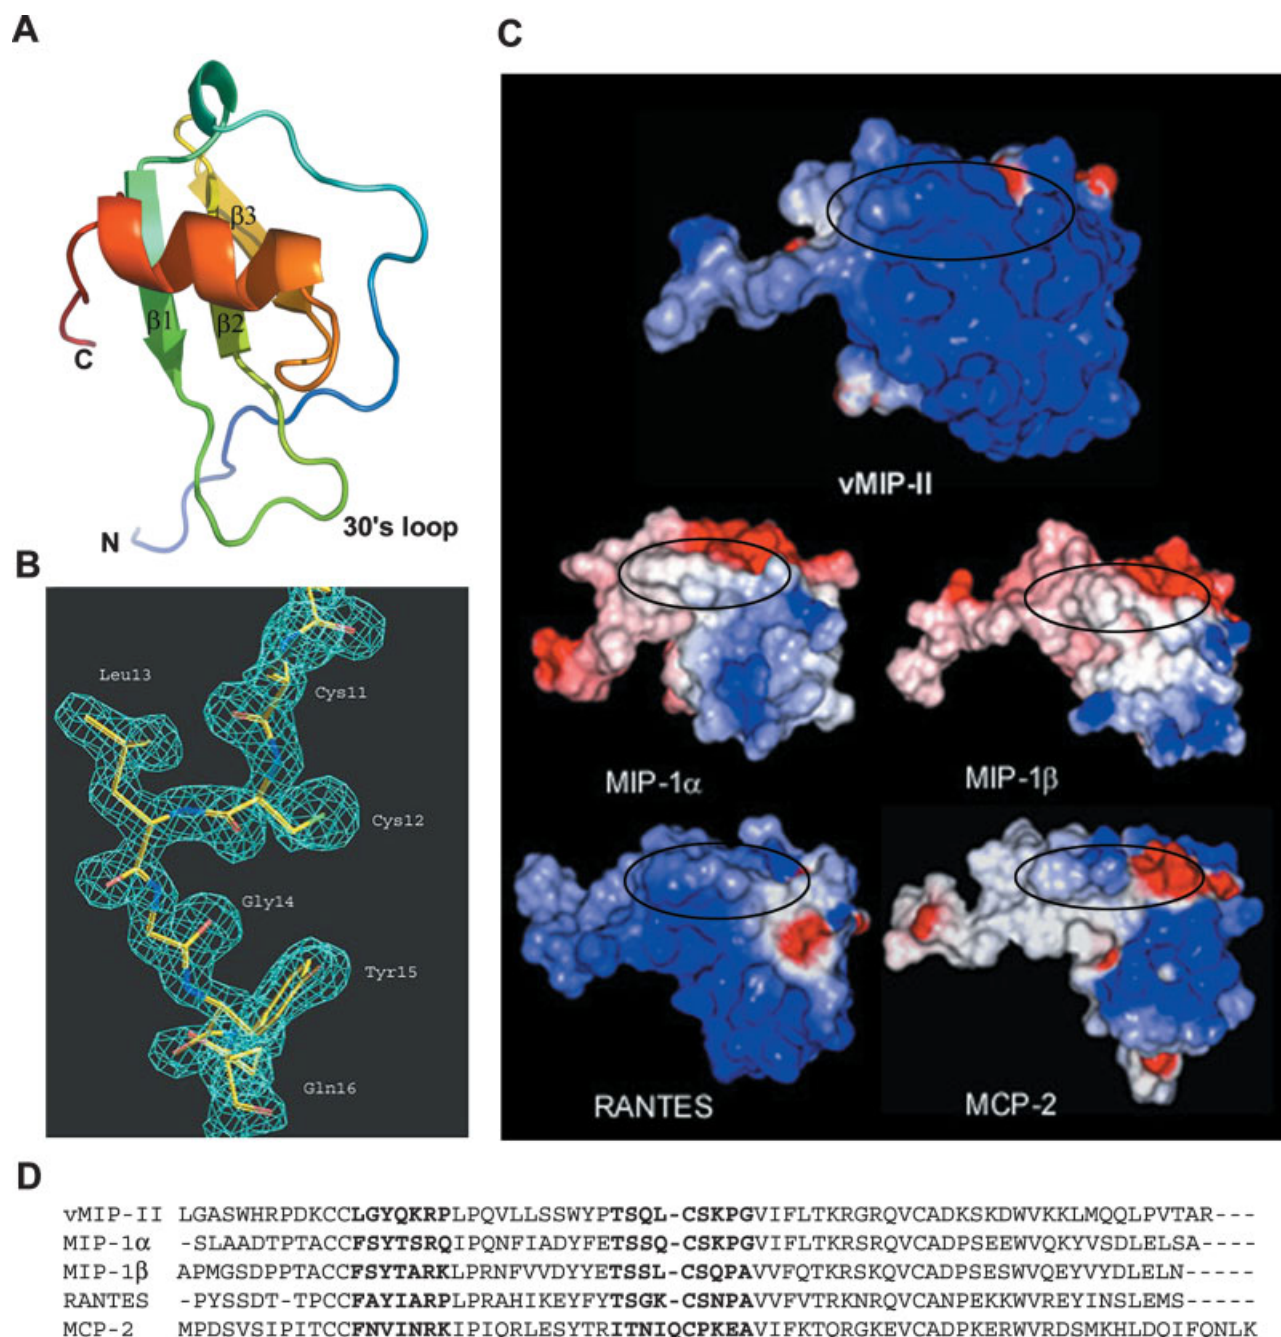 A
C
β3
β1
β2
C
30's loop
N
vMIP-II
B
Leu13
Cys11
Cys12
Gly14
Tyr15
Gln16
MIP-1α
MIP-1β
RANTES
MCP-2
D
vMIP-II LGASWHRPDKCCLGYQKRPLPQVLLSSWYPTSQL-CSKPGVIFLTKRGRQVCADKSKDWVKKLMQQLPVTAR---
MIP-1α -SLAADTPTACCFSYTSRQIPQNFIADYFETSSQ-CSKPGVIFLTKRSRQVCADPSEEWVQKYVSDLELSA-----
MIP-1β APMGSDPPTACCFSYTARKLPRNFVVDYYETSSL-CSQPAVVFQTKRSKQVCADPSESWVQEYVYDLELN-----
RANTES -PYSSDT-TPCCFAYIARPLPRAHIKEYFYTSGK-CSNPAVVFVTRKNRQVCANPEKKWVREYINSLEMS-----
MCP-2 MPDSVSIPITCCFNVINRKIPIQRLESYTRITNIQCPKEAVIFKTQRGKEVCADPKERWVRDSMKHLDQIFQNLK